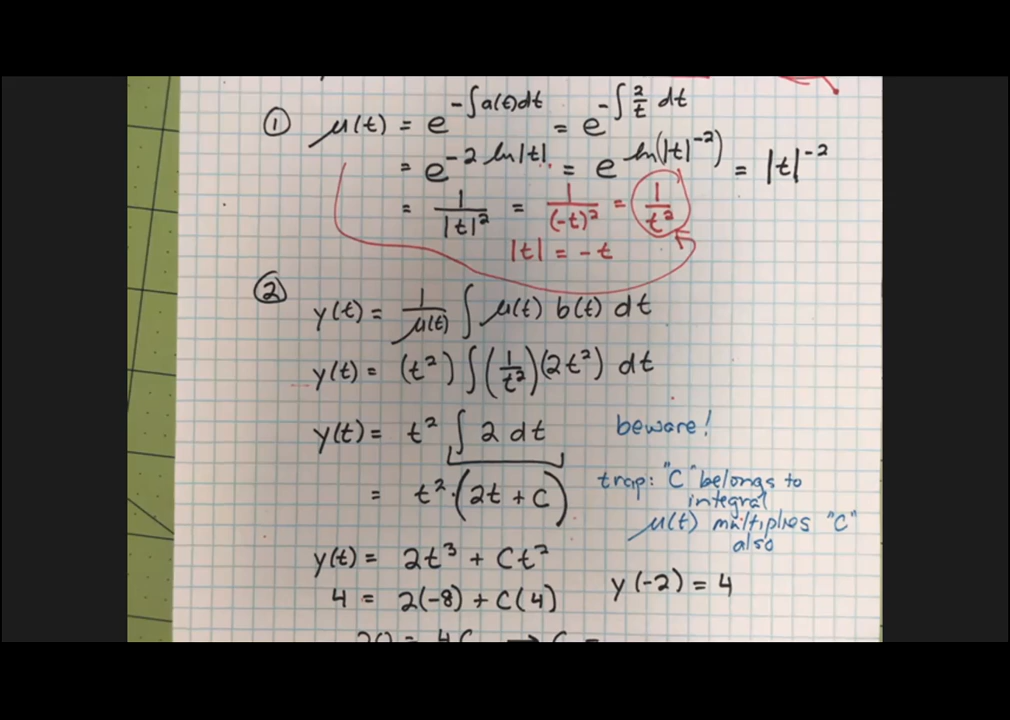 ① μ(t) = e^{-∫a(t)dt} = e^{-∫ 2/t dt}
= e^{-2 ln|t|} = e^{ln(|t|^{-2})} = |t|^{-2}
= 1/|t|² = 1/(-t)² = 1/t²
|t| = -t
② y(t) = 1/μ(t) ∫ μ(t) b(t) dt
y(t) = (t²) ∫ (1/t²)(2t²) dt
y(t) = t² ∫ 2 dt beware!
= t²·(2t + C) trap: "C" belongs to
integral
μ(t) multiplies "C"
also
y(t) = 2t³ + Ct²
4 = 2(-8) + C(4) y(-2) = 4
20 = 4C → C =